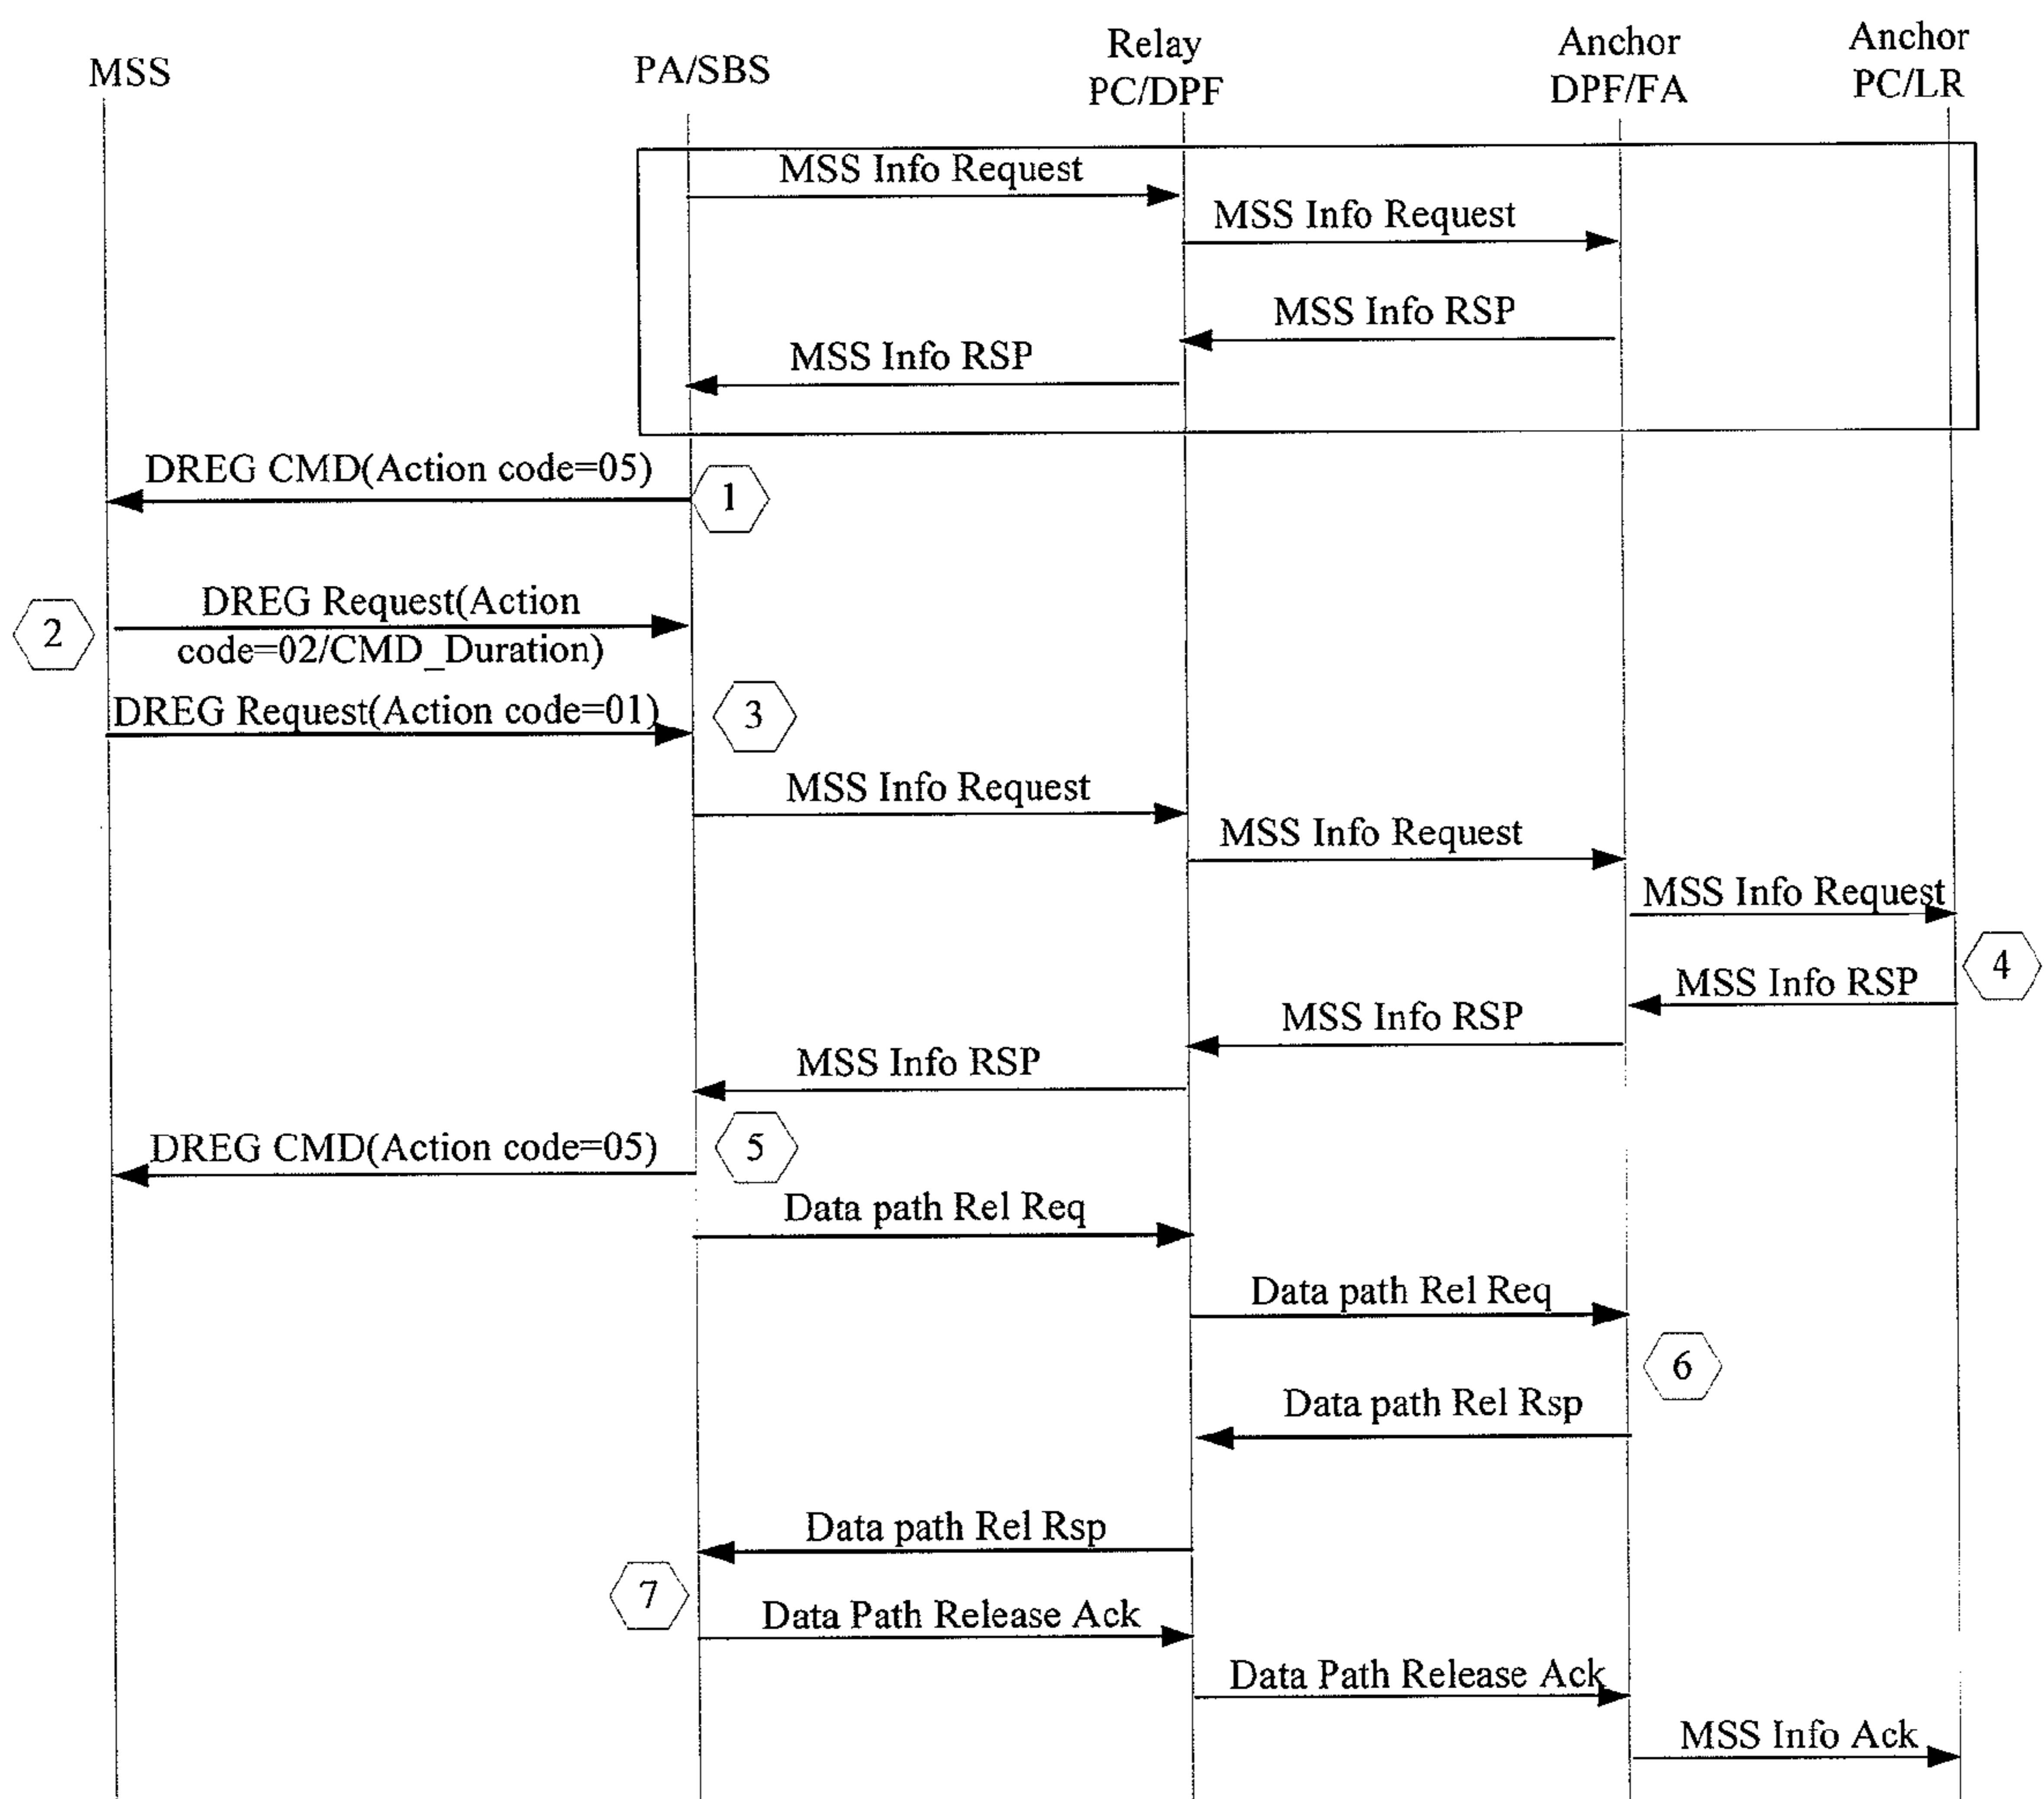 MSS
PA/SBS
Relay
PC/DPF
Anchor
DPF/FA
Anchor
PC/LR
MSS Info Request
MSS Info Request
MSS Info RSP
MSS Info RSP
DREG CMD(Action code=05)
1
2
DREG Request(Action
code=02/CMD_Duration)
DREG Request(Action code=01)
3
MSS Info Request
MSS Info Request
MSS Info Request
4
MSS Info RSP
MSS Info RSP
MSS Info RSP
5
DREG CMD(Action code=05)
Data path Rel Req
Data path Rel Req
6
Data path Rel Rsp
Data path Rel Rsp
7
Data Path Release Ack
Data Path Release Ack
MSS Info Ack